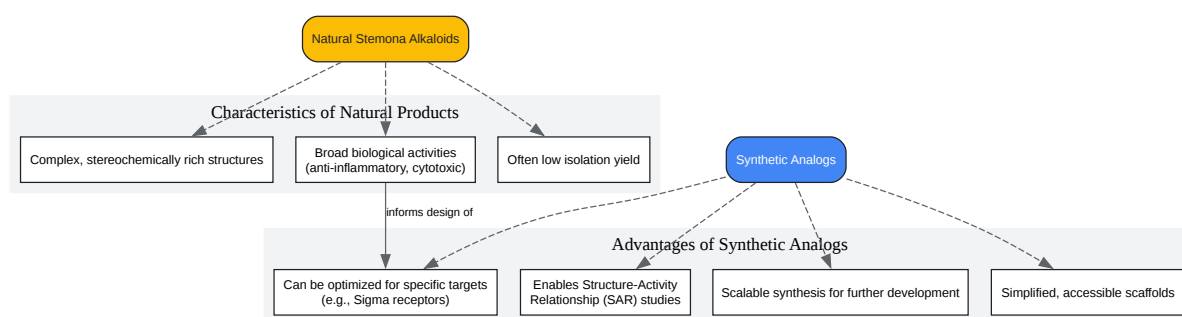 Natural Stemona Alkaloids
Characteristics of Natural Products
Complex, stereochemically rich structures
Broad biological activities
(anti-inflammatory, cytotoxic)
Often low isolation yield
Synthetic Analogs
informs design of
Advantages of Synthetic Analogs
Can be optimized for specific targets
(e.g., Sigma receptors)
Enables Structure-Activity
Relationship (SAR) studies
Scalable synthesis for further development
Simplified, accessible scaffolds